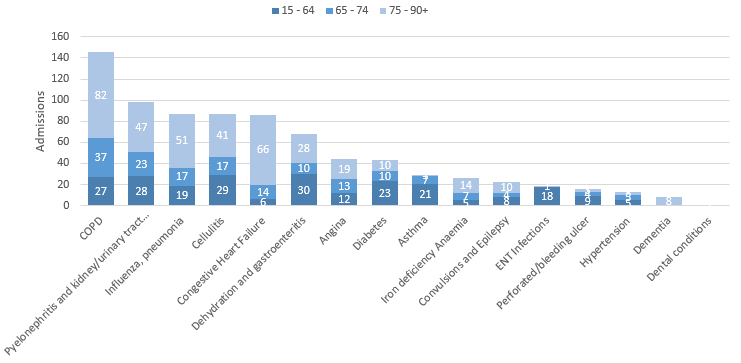 15 - 64 65 - 74 75 - 90+
Admissions
160
140
120
100
80
60
40
20
0
82 37 27
47 23 28
51 17 19
41 17 29
66 14 6
28 10 30
19 13 12
10 10 23
7 21
14 7 5
10 4 8
1 18
9
5
8
COPD
Pyelonephritis and kidney/urinary tract...
Influenza, pneumonia
Cellulitis
Congestive Heart Failure
Dehydration and gastroenteritis
Angina
Diabetes
Asthma
Iron deficiency Anaemia
Convulsions and Epilepsy
ENT Infections
Perforated/bleeding ulcer
Hypertension
Dementia
Dental conditions